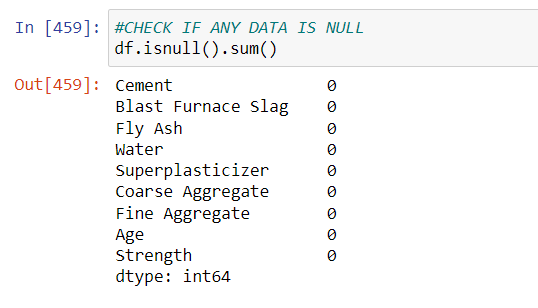 In [459]: #CHECK IF ANY DATA IS NULL
df.isnull().sum()
Out[459]: Cement 0
Blast Furnace Slag 0
Fly Ash 0
Water 0
Superplasticizer 0
Coarse Aggregate 0
Fine Aggregate 0
Age 0
Strength 0
dtype: int64